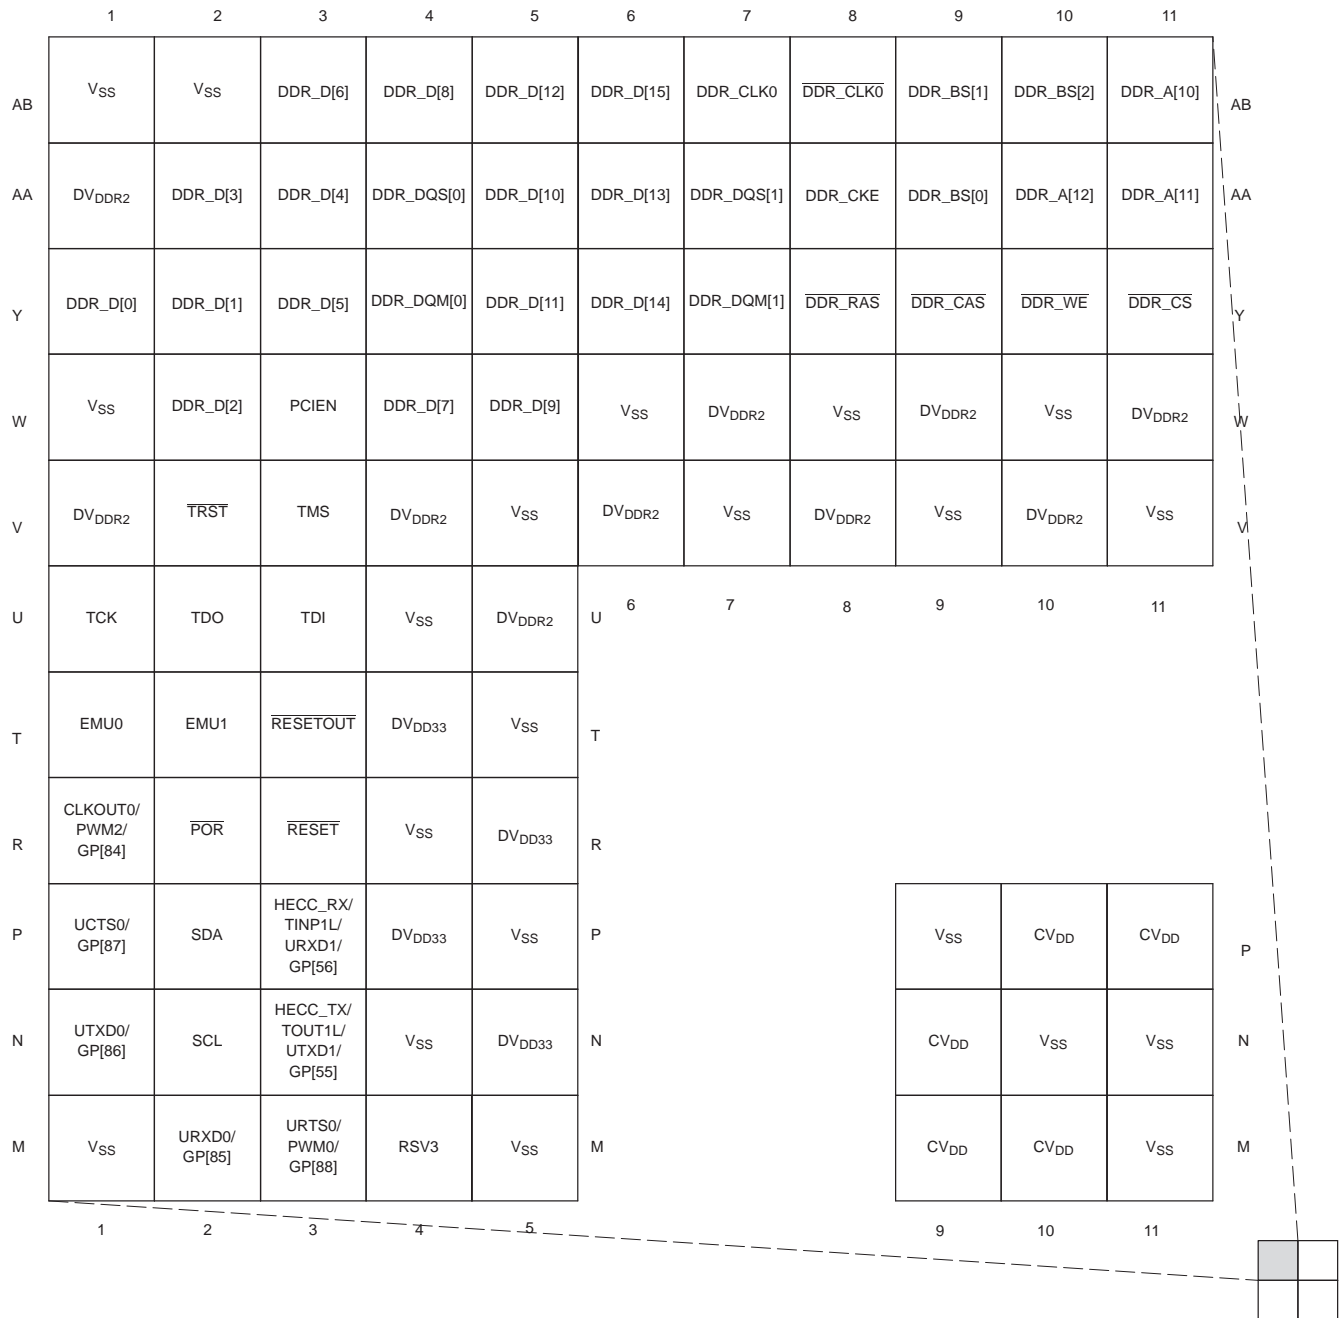 1 2 3 4 5 6 7 8 9 10 11
AB VSS VSS DDR_D[6] DDR_D[8] DDR_D[12] DDR_D[15] DDR_CLK0 DDR_CLK0 DDR_BS[1] DDR_BS[2] DDR_A[10] AB
AA DVDDR2 DDR_D[3] DDR_D[4] DDR_DQS[0] DDR_D[10] DDR_D[13] DDR_DQS[1] DDR_CKE DDR_BS[0] DDR_A[12] DDR_A[11] AA
Y DDR_D[0] DDR_D[1] DDR_D[5] DDR_DQM[0] DDR_D[11] DDR_D[14] DDR_DQM[1] DDR_RAS DDR_CAS DDR_WE DDR_CS Y
W VSS DDR_D[2] PCIEN DDR_D[7] DDR_D[9] VSS DVDDR2 VSS DVDDR2 VSS DVDDR2 W
V DVDDR2 TRST TMS DVDDR2 VSS DVDDR2 VSS DVDDR2 VSS DVDDR2 VSS V
U TCK TDO TDI VSS DVDDR2 U 6 7 8 9 10 11
T EMU0 EMU1 RESETOUT DVDD33 VSS T
R
CLKOUT0/
PWM2/
GP[84]
POR RESET VSS DVDD33 R
P
UCTS0/
GP[87]
SDA
HECC_RX/
TINP1L/
URXD1/
GP[56]
DVDD33 VSS P VSS CVDD CVDD P
N
UTXD0/
GP[86]
SCL
HECC_TX/
TOUT1L/
UTXD1/
GP[55]
VSS DVDD33 N CVDD VSS VSS N
M VSS
URXD0/
GP[85]
URTS0/
PWM0/
GP[88]
RSV3 VSS M CVDD CVDD VSS M
1 2 3 4 5 9 10 11